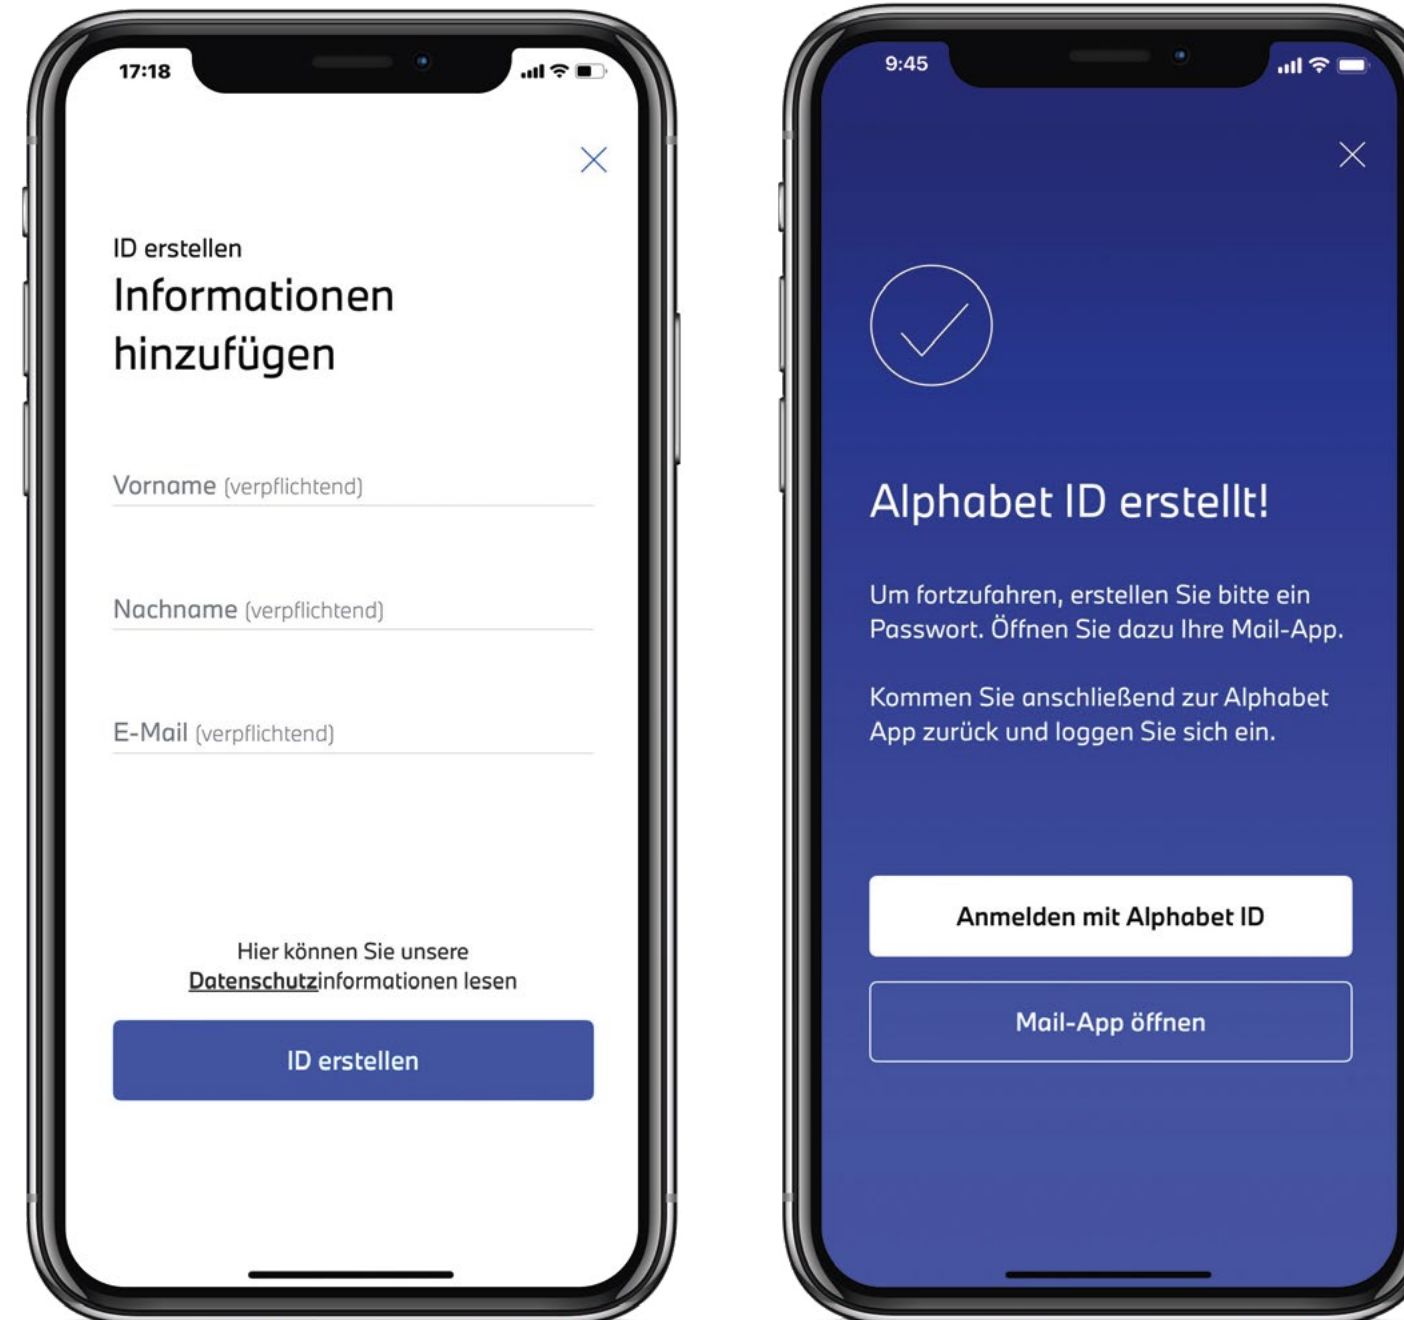 17:18
ID erstellen
Informationen
hinzufügen
Vorname (verpflichtend)
Nachname (verpflichtend)
E-Mail (verpflichtend)
Hier können Sie unsere
Datenschutzinformationen lesen
ID erstellen
9:45
Alphabet ID erstellt!
Um fortzufahren, erstellen Sie bitte ein
Passwort. Öffnen Sie dazu Ihre Mail-App.
Kommen Sie anschließend zur Alphabet
App zurück und loggen Sie sich ein.
Anmelden mit Alphabet ID
Mail-App öffnen